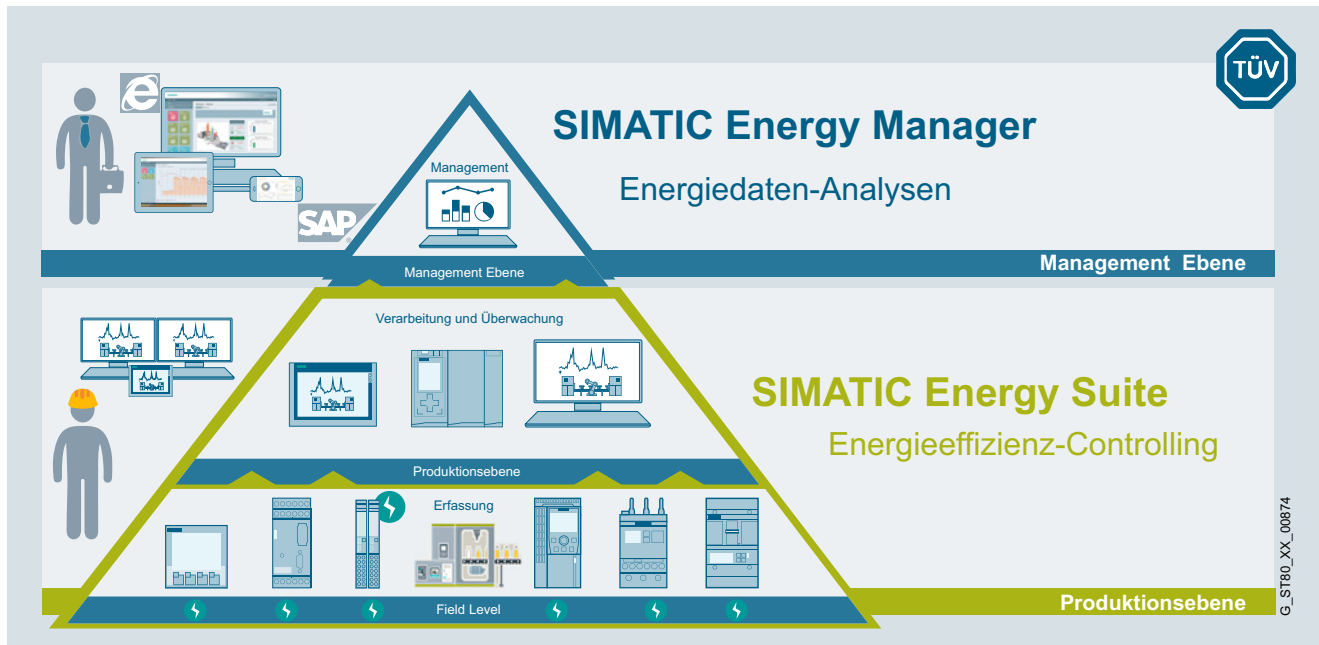 TÜV
SIMATIC Energy Manager
Energiedaten-Analysen
Management
SAP
Management Ebene
Management Ebene
Verarbeitung und Überwachung
SIMATIC Energy Suite
Energieeffizienz-Controlling
Produktionsebene
Erfassung
Field Level
Produktionsebene
G_ST80_XX_00874